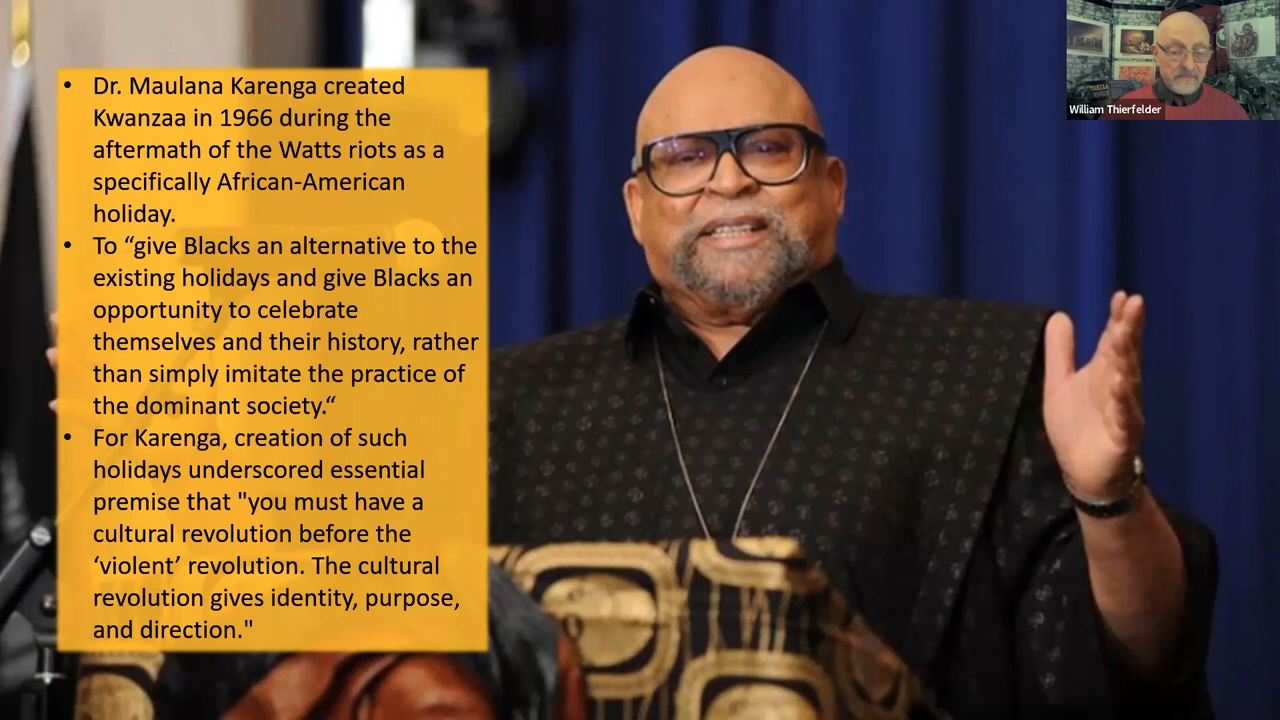 • Dr. Maulana Karenga created
Kwanzaa in 1966 during the
aftermath of the Watts riots as a
specifically African-American
holiday.
• To “give Blacks an alternative to the
existing holidays and give Blacks an
opportunity to celebrate
themselves and their history, rather
than simply imitate the practice of
the dominant society.“
• For Karenga, creation of such
holidays underscored essential
premise that "you must have a
cultural revolution before the
‘violent’ revolution. The cultural
revolution gives identity, purpose,
and direction."
William Thierfelder